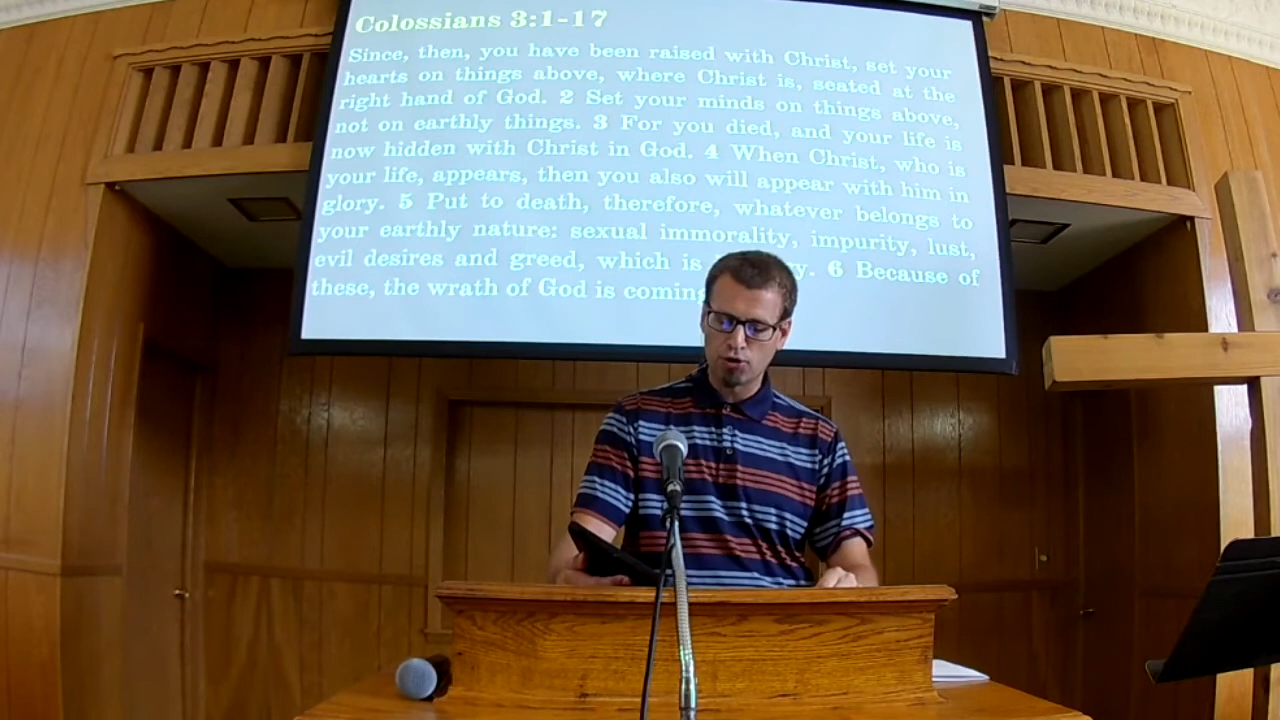 Colossians 3:1-17
Since, then, you have been raised with Christ, set your
hearts on things above, where Christ is, seated at the
right hand of God. 2 Set your minds on things above,
not on earthly things. 3 For you died, and your life is
now hidden with Christ in God. 4 When Christ, who is
your life, appears, then you also will appear with him in
glory. 5 Put to death, therefore, whatever belongs to
your earthly nature: sexual immorality, impurity, lust,
evil desires and greed, which is 6 Because of
these, the wrath of God is coming